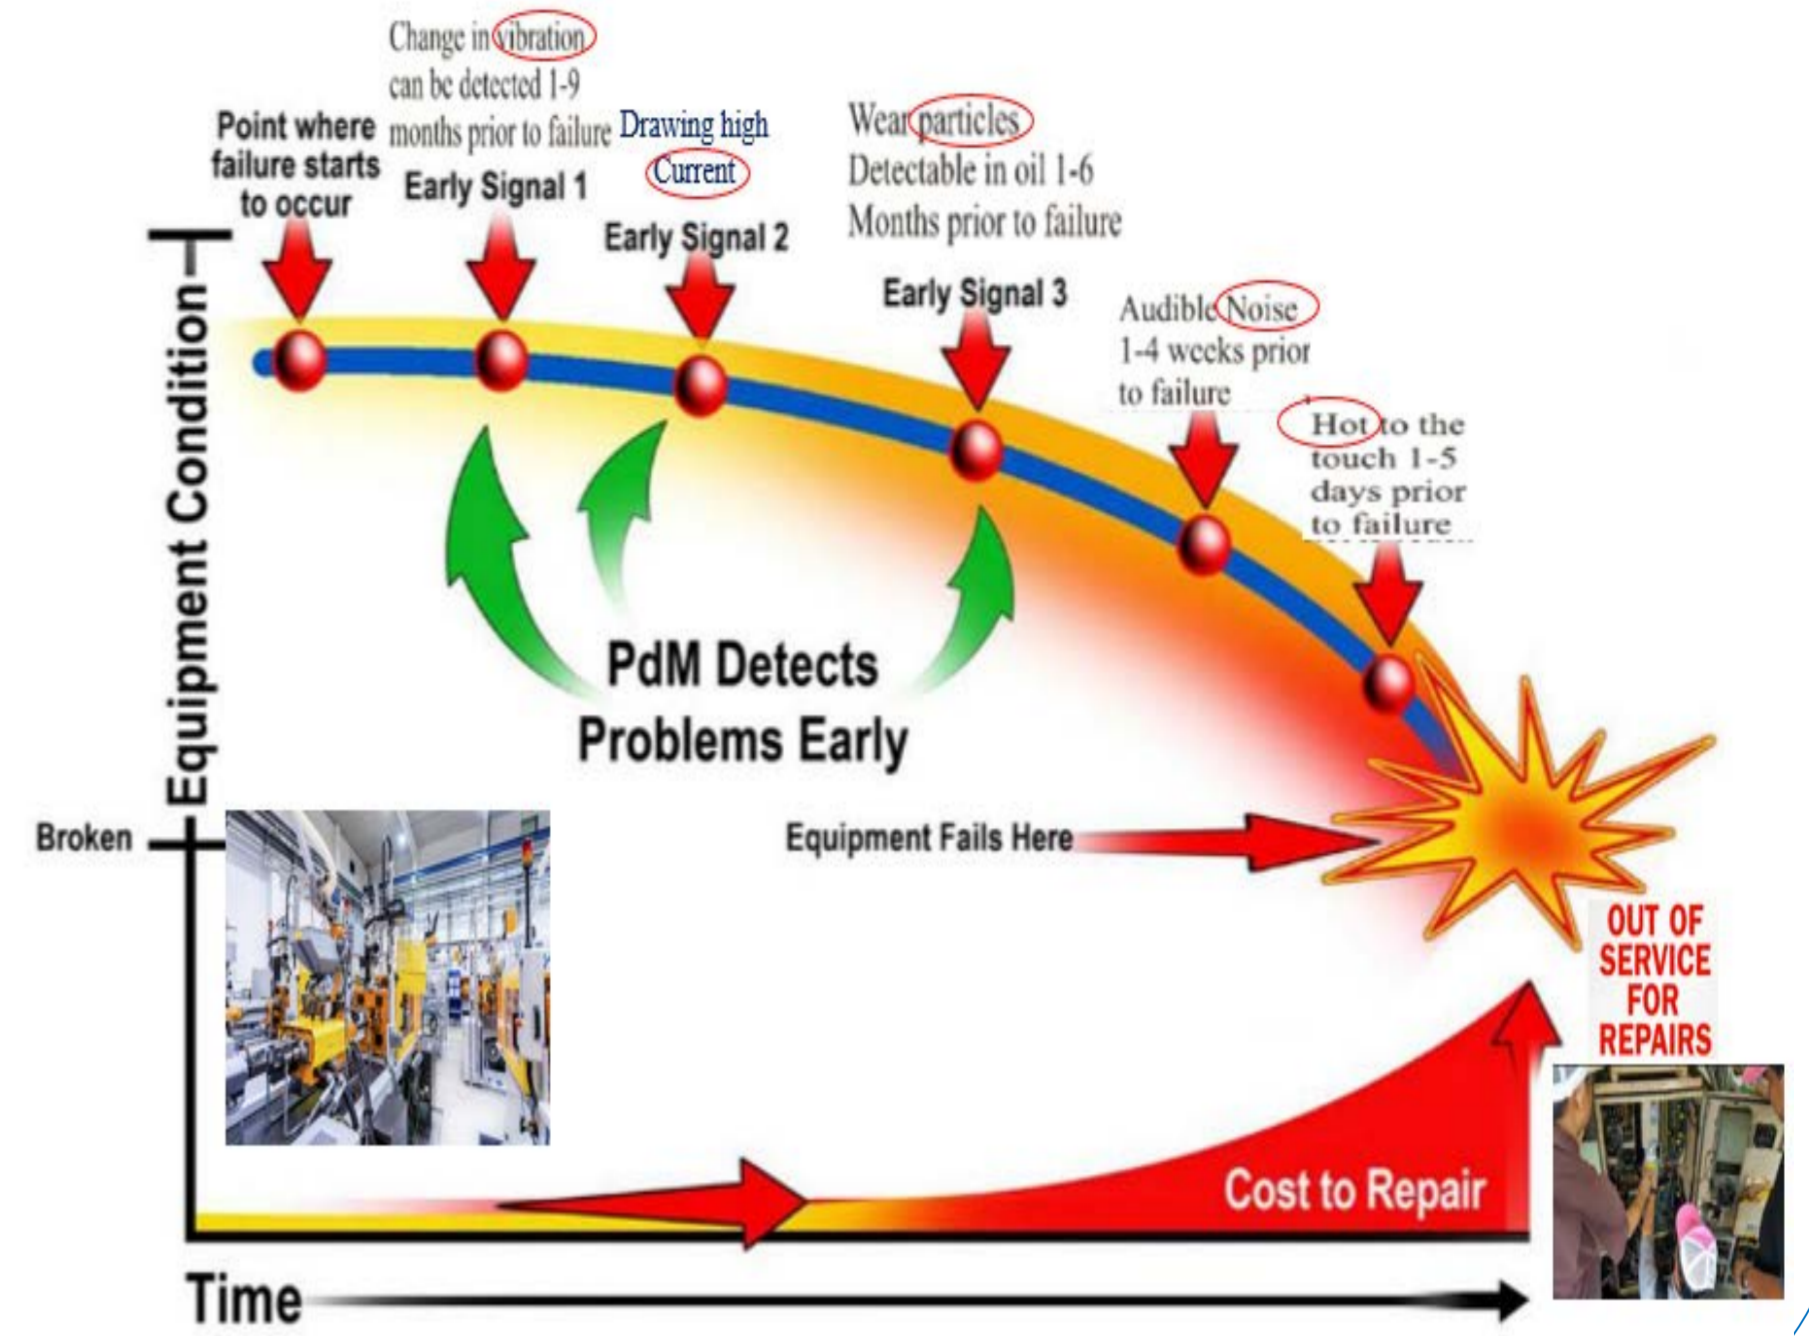 Change in vibration
can be detected 1-9
months prior to failure
Early Signal 1
Point where
failure starts
to occur
Drawing high
Current
Early Signal 2
Wear particles
Detectable in oil 1-6
Months prior to failure
Early Signal 3
Audible Noise
1-4 weeks prior
to failure
Hot to the
touch 1-5
days prior
to failure
Equipment Condition
PdM Detects
Problems Early
Broken
Equipment Fails Here
OUT OF
SERVICE
FOR
REPAIRS
Cost to Repair
Time